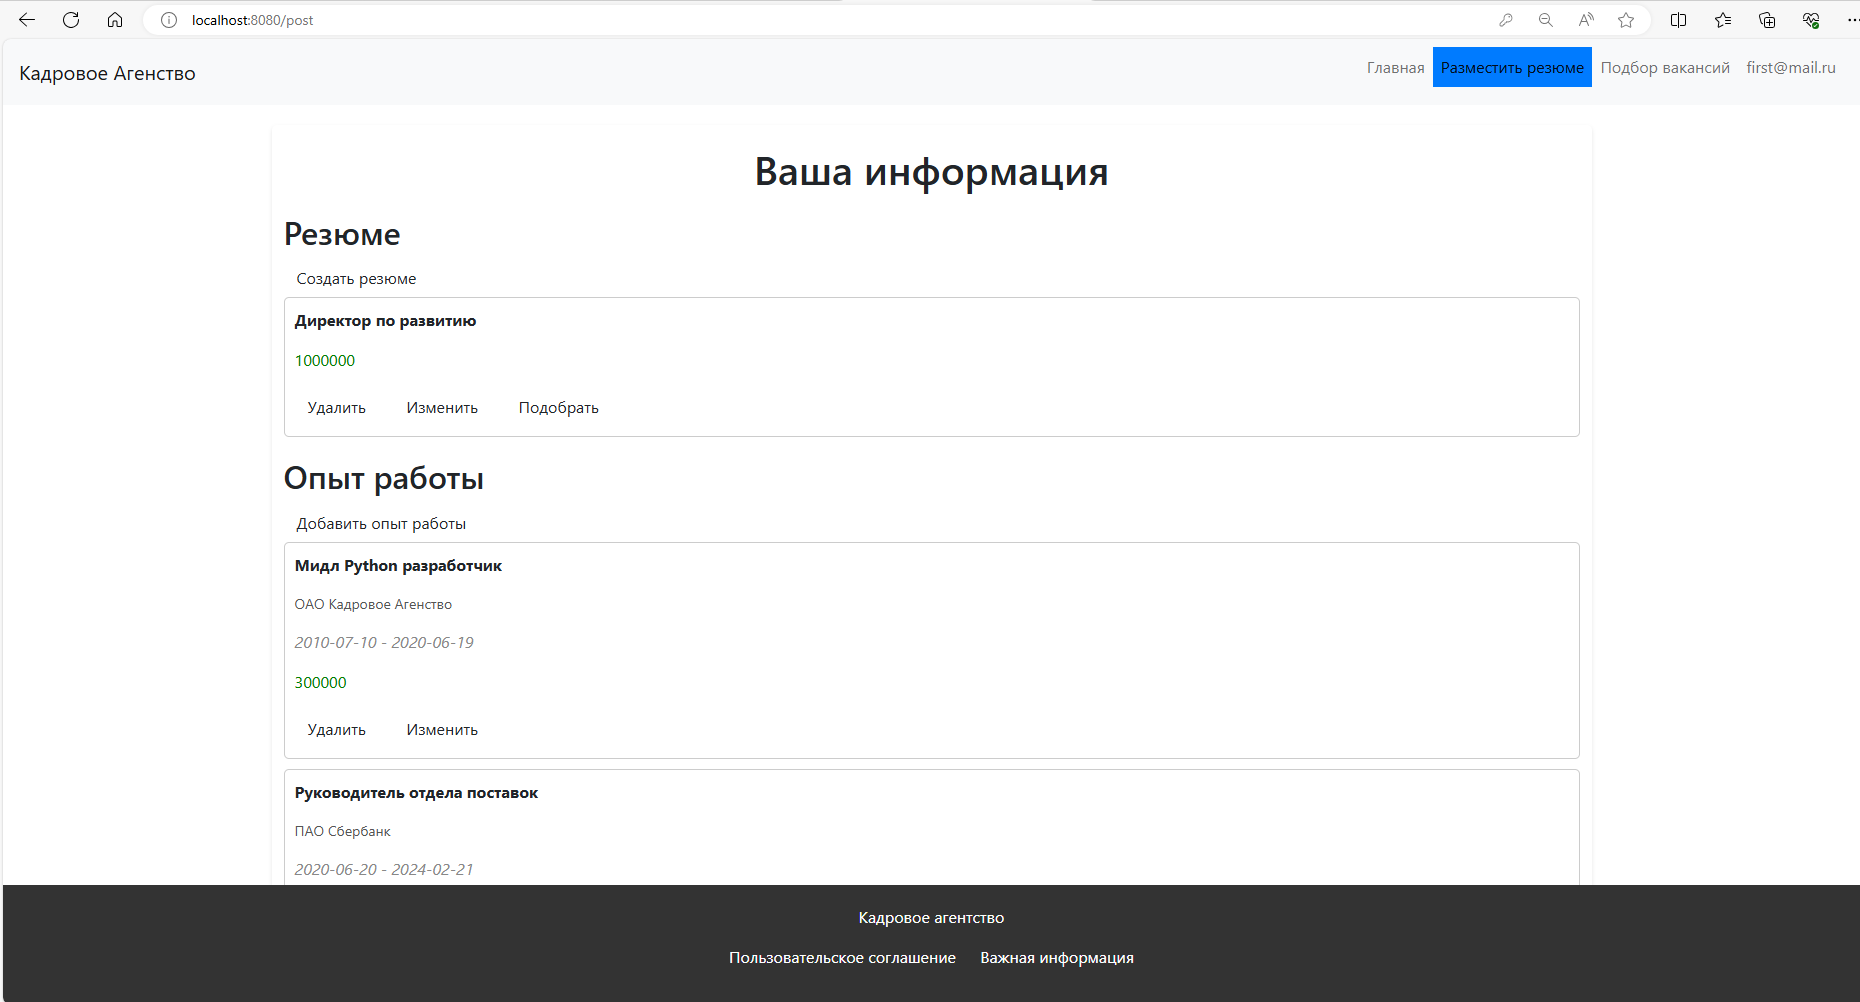 localhost:8080/post
Кадровое Агенство
Главная Разместить резюме Подбор вакансий first@mail.ru
Ваша информация
Резюме
Создать резюме
Директор по развитию
1000000
Удалить Изменить Подобрать
Опыт работы
Добавить опыт работы
Мидл Python разработчик
ОАО Кадровое Агенство
2010-07-10 - 2020-06-19
300000
Удалить Изменить
Руководитель отдела поставок
ПАО Сбербанк
2020-06-20 - 2024-02-21
Кадровое агентство
Пользовательское соглашение Важная информация